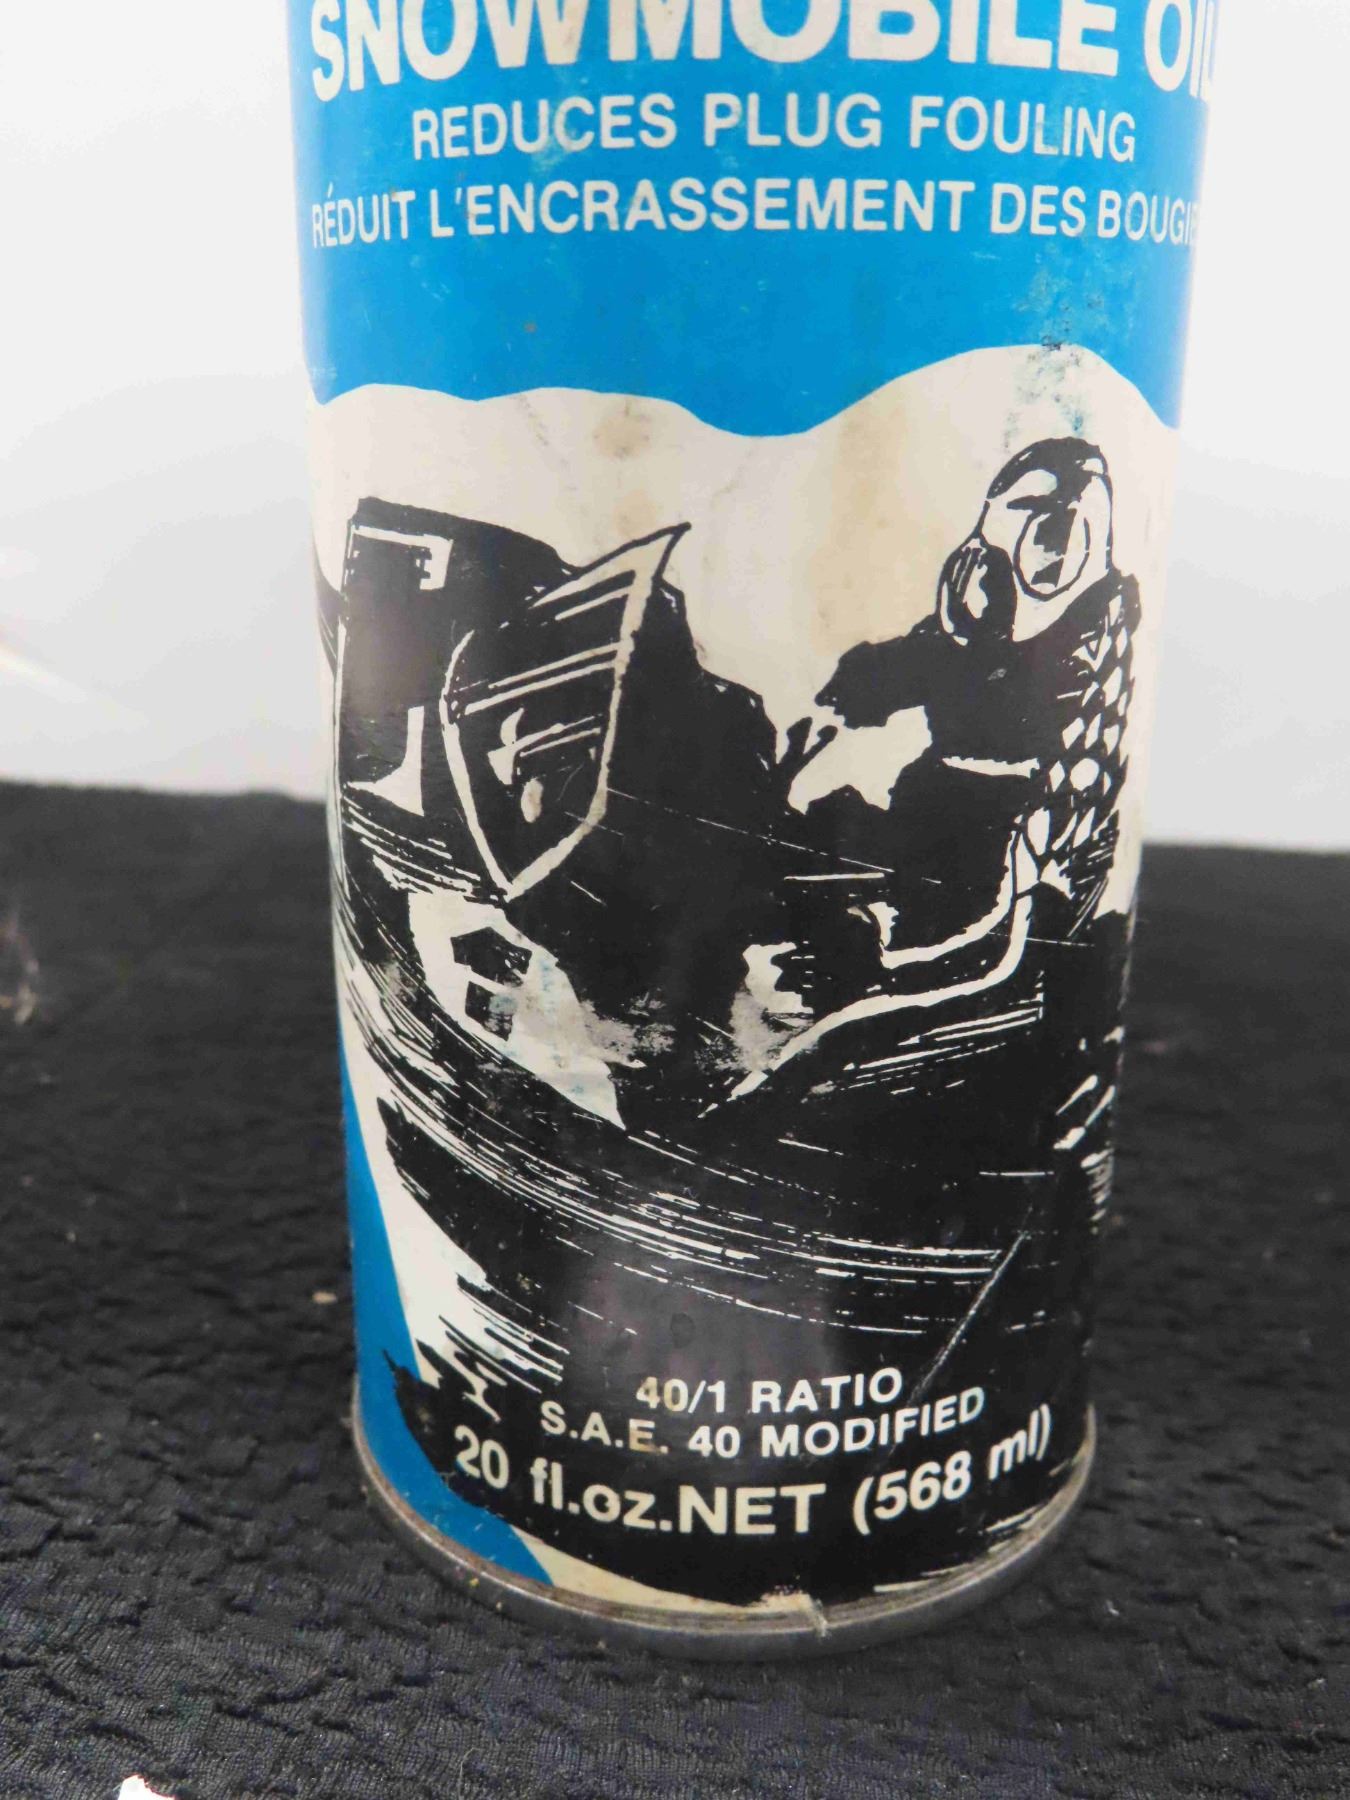 SNOWMOBILE OIL
REDUCES PLUG FOULING
RÉDUIT L'ENCRASSEMENT DES BOUGIE
40/1 RATIO
S.A.E. 40 MODIFIED
20 fl.oz.NET (568 ml)